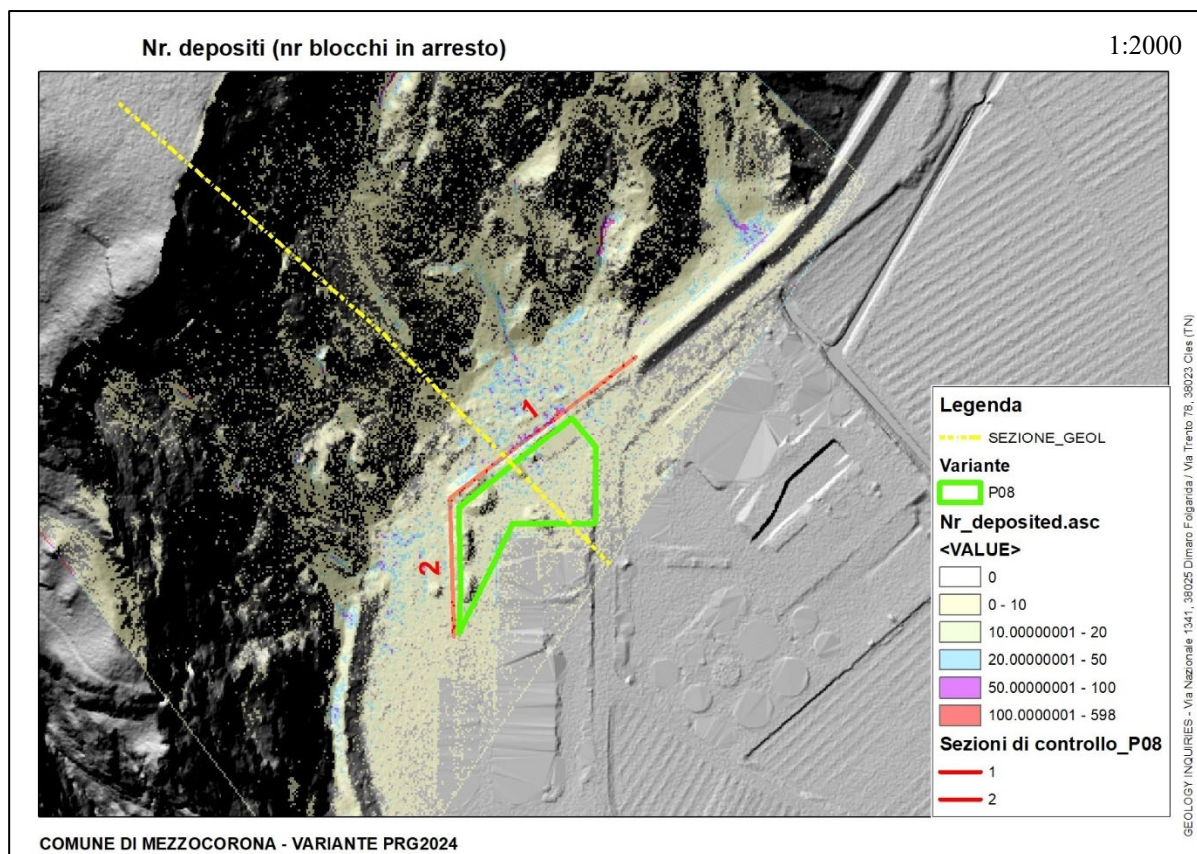 Nr. depositi (nr blocchi in arresto)
1:2000
1
2
Legenda
SEZIONE_GEOL
Variante
P08
Nr_deposited.asc
<VALUE>
0
0 - 10
10.00000001 - 20
20.00000001 - 50
50.00000001 - 100
100.0000001 - 598
Sezioni di controllo_P08
1
2
GEOLOGY INQUIRIES - Via Nazionale 1341, 38025 Dimaro Folgarida / Via Trento 78, 38023 Cles (TN)
COMUNE DI MEZZOCORONA - VARIANTE PRG2024